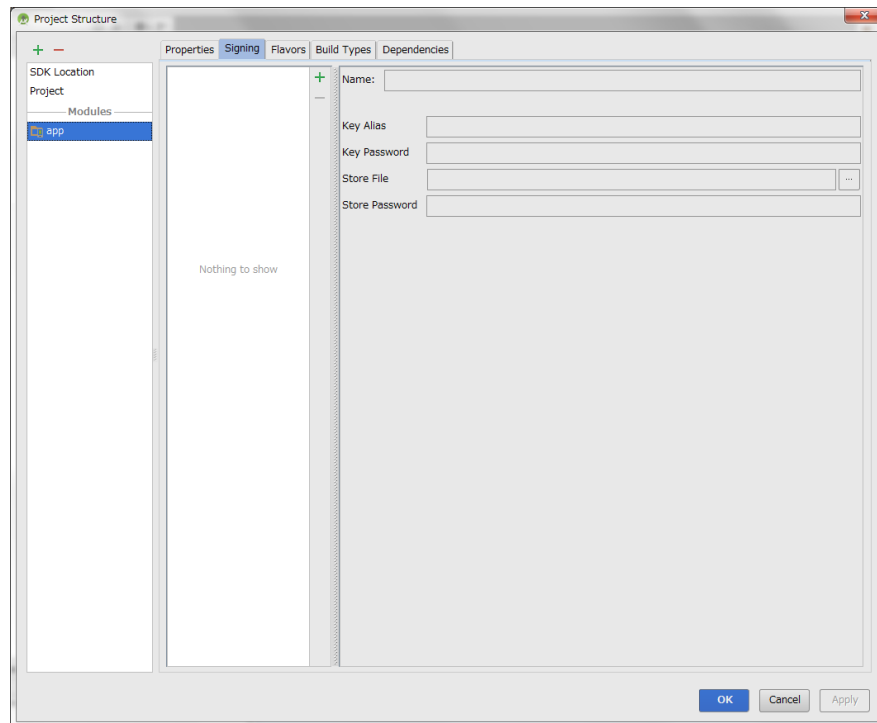 Project Structure
Properties Signing Flavors Build Types Dependencies
SDK Location
Project
Modules
app
Nothing to show
Name:
Key Alias
Key Password
Store File
...
Store Password
OK Cancel Apply